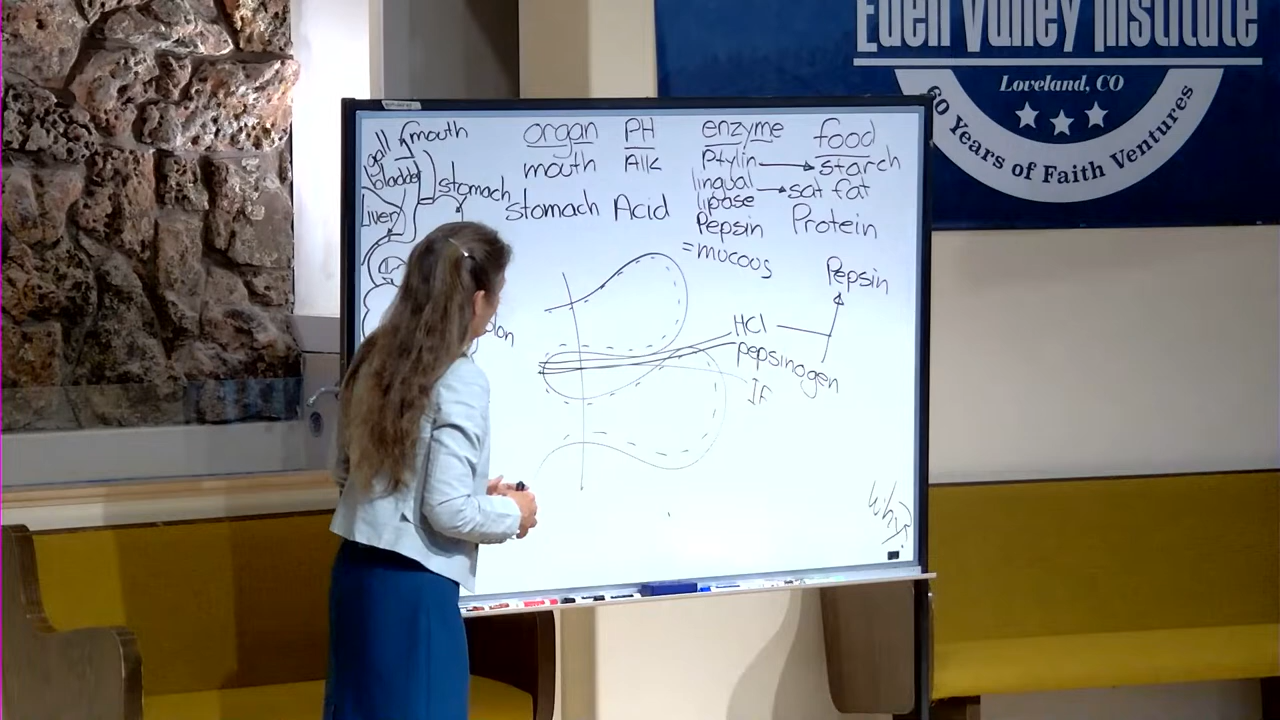 Eden Valley Institute
Loveland, CO
60 Years of Faith Ventures
mouth
gall
bladder
stomach
Liver
organ PH enzyme food
mouth Alk Ptylin starch
lingual
lipase sat fat
stomach Acid Pepsin Protein
=mucous
Pepsin
HCl
pepsinogen
IF
Why?